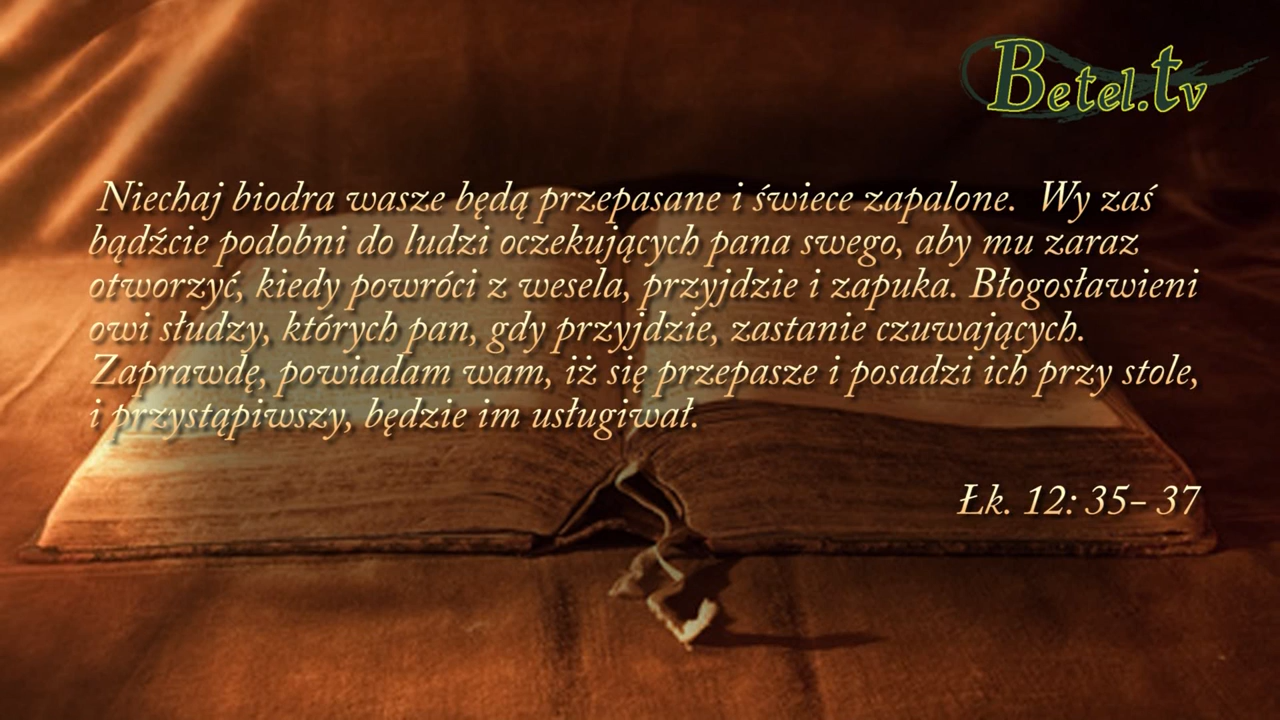 Betel.tv
Niechaj biodra wasze będą przepasane i świece zapalone. Wy zaś
bądźcie podobni do ludzi oczekujących pana swego, aby mu zaraz
otworzyć, kiedy powróci z wesela, przyjdzie i zapuka. Błogosławieni
owi słudzy, których pan, gdy przyjdzie, zastanie czuwających.
Zaprawdę, powiadam wam, iż się przepasze i posadzi ich przy stole,
i przystąpiwszy, będzie im usługiwał.
Łk. 12: 35- 37